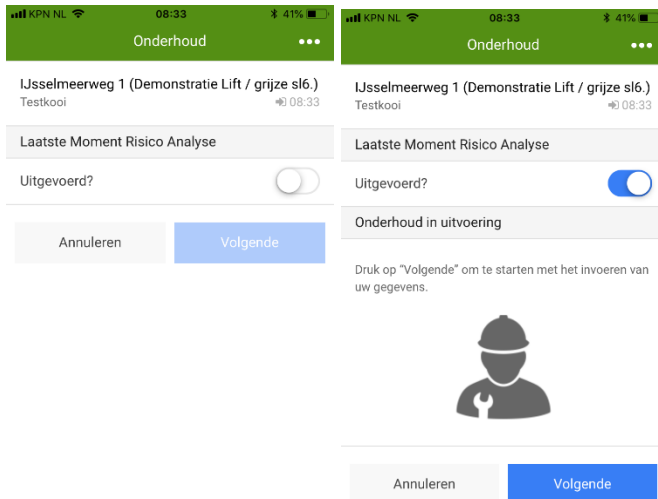 KPN NL 08:33 41%
Onderhoud
IJsselmeerweg 1 (Demonstratie Lift / grijze sl6.)
Testkooi 08:33
Laatste Moment Risico Analyse
Uitgevoerd?
Annuleren Volgende
KPN NL 08:33 41%
Onderhoud
IJsselmeerweg 1 (Demonstratie Lift / grijze sl6.)
Testkooi 08:33
Laatste Moment Risico Analyse
Uitgevoerd?
Onderhoud in uitvoering
Druk op “Volgende” om te starten met het invoeren van
uw gegevens.
Annuleren Volgende